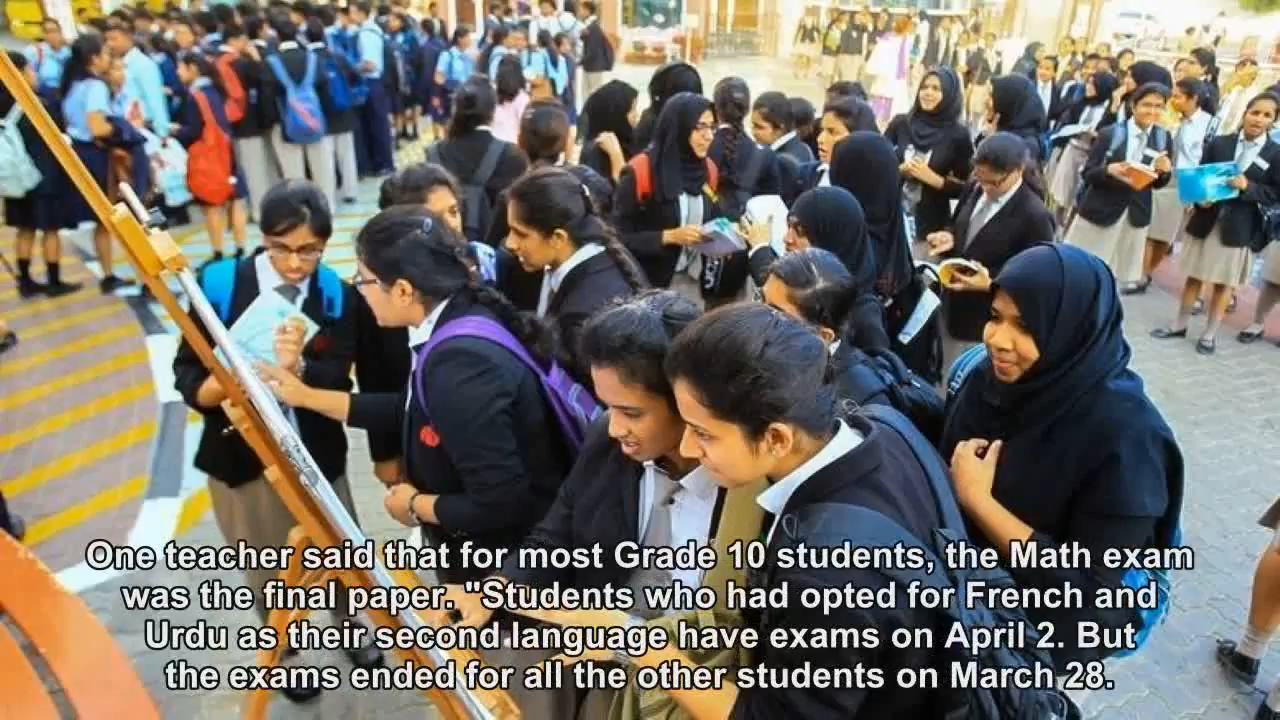 One teacher said that for most Grade 10 students, the Math exam
was the final paper. "Students who had opted for French and
Urdu as their second language have exams on April 2. But
the exams ended for all the other students on March 28.